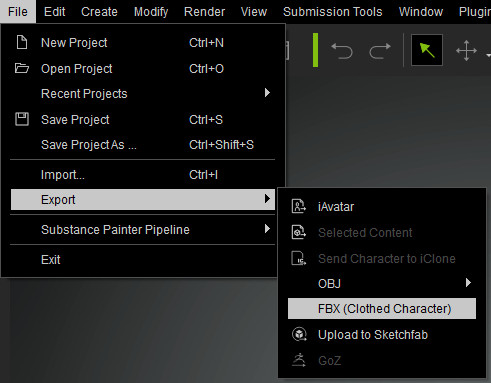 File Edit Create Modify Render View Submission Tools Window Plugin
New Project Ctrl+N
Open Project Ctrl+O
Recent Projects
Save Project Ctrl+S
Save Project As ... Ctrl+Shift+S
Import... Ctrl+I
Export
Substance Painter Pipeline
Exit
iAvatar
Selected Content
Send Character to iClone
OBJ
FBX (Clothed Character)
Upload to Sketchfab
GoZ